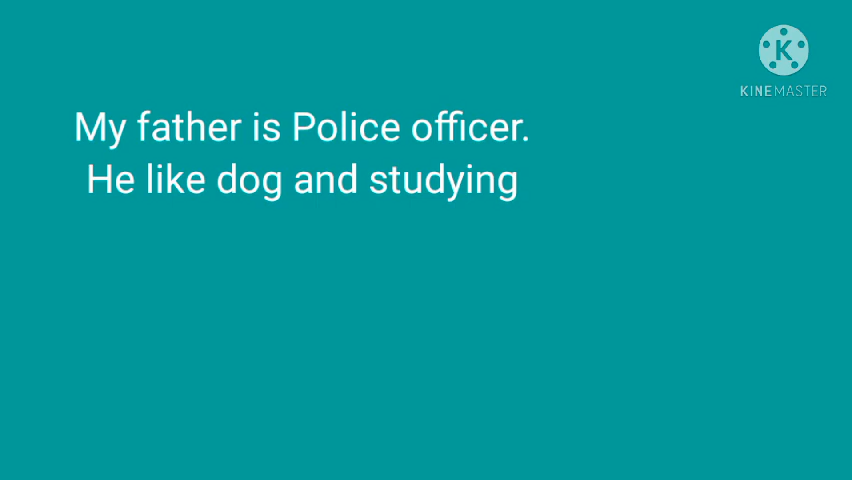 KINEMASTER
My father is Police officer.
He like dog and studying